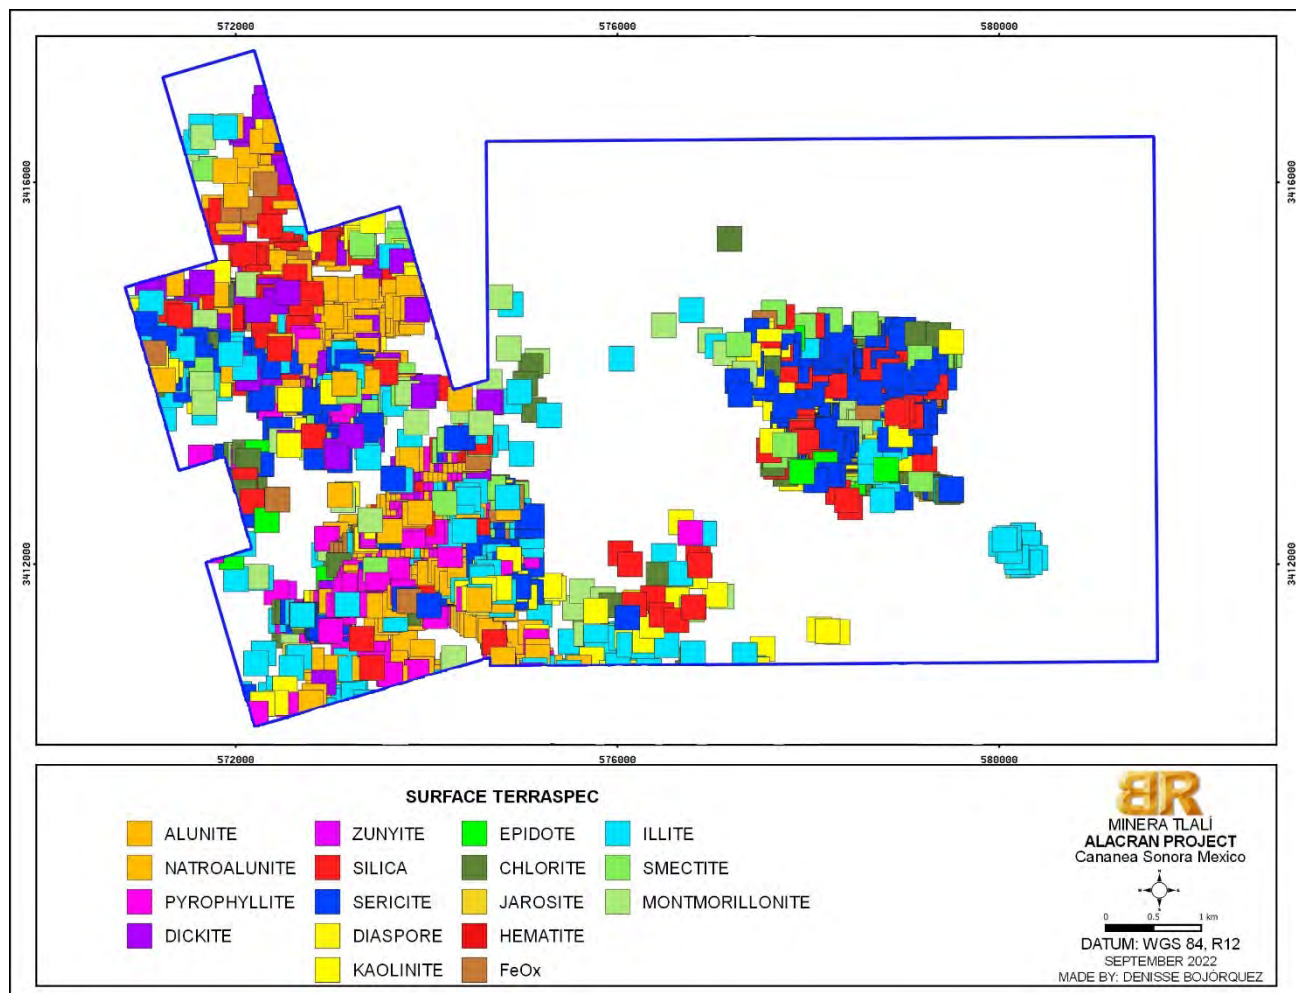 572000 576000 580000
3416000 3416000
3412000 3412000
572000 576000 580000
SURFACE TERRASPEC
ALUNITE
NATROALUNITE
PYROPHYLLITE
DICKITE
ZUNYITE
SILICA
SERICITE
DIASPORE
KAOLINITE
EPIDOTE
CHLORITE
JAROSITE
HEMATITE
FeOx
ILLITE
SMECTITE
MONTMORILLONITE
BR
MINERA TLALÍ
ALACRAN PROJECT
Cananea Sonora Mexico
N
W E
S
0 0.5 1 km
DATUM: WGS 84, R12
SEPTEMBER 2022
MADE BY: DENISSE BOJÓRQUEZ